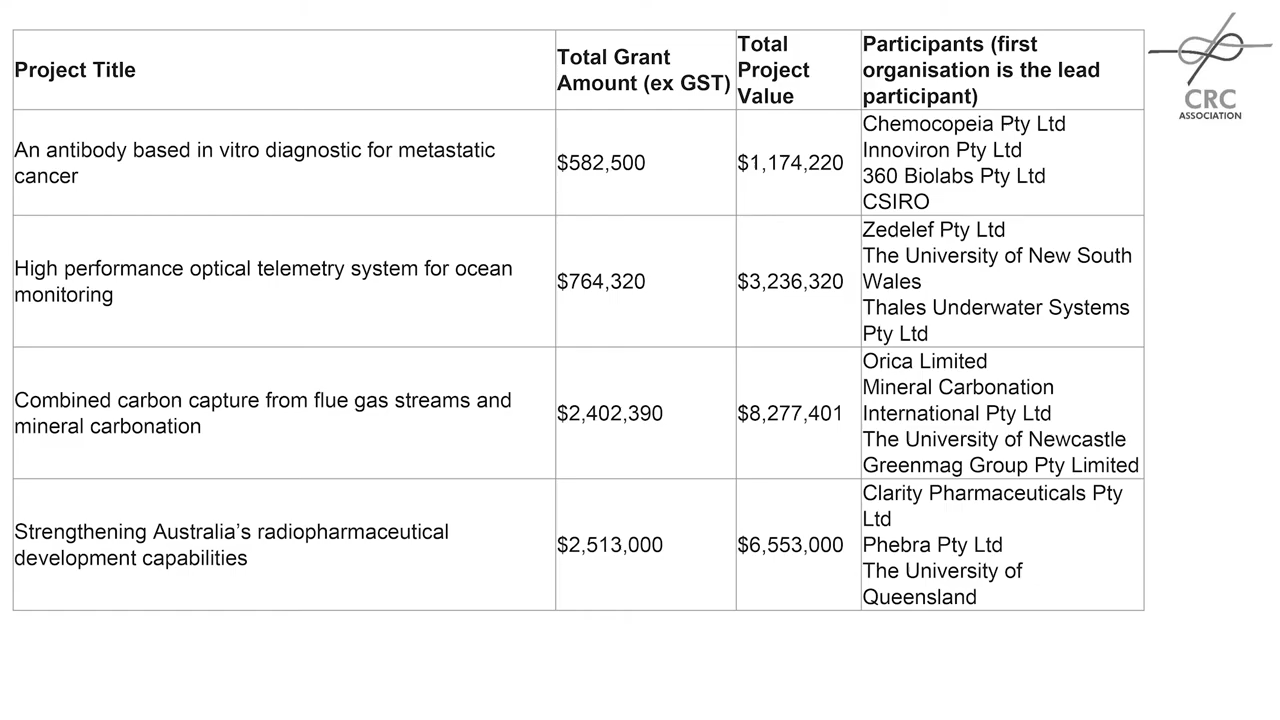 Project Title
Total Grant
Amount (ex GST)
Total
Project
Value
Participants (first
organisation is the lead
participant)
CRC
ASSOCIATION
An antibody based in vitro diagnostic for metastatic
cancer
$582,500
$1,174,220
Chemocopeia Pty Ltd
Innoviron Pty Ltd
360 Biolabs Pty Ltd
CSIRO
High performance optical telemetry system for ocean
monitoring
$764,320
$3,236,320
Zedelef Pty Ltd
The University of New South
Wales
Thales Underwater Systems
Pty Ltd
Combined carbon capture from flue gas streams and
mineral carbonation
$2,402,390
$8,277,401
Orica Limited
Mineral Carbonation
International Pty Ltd
The University of Newcastle
Greenmag Group Pty Limited
Strengthening Australia’s radiopharmaceutical
development capabilities
$2,513,000
$6,553,000
Clarity Pharmaceuticals Pty
Ltd
Phebra Pty Ltd
The University of
Queensland